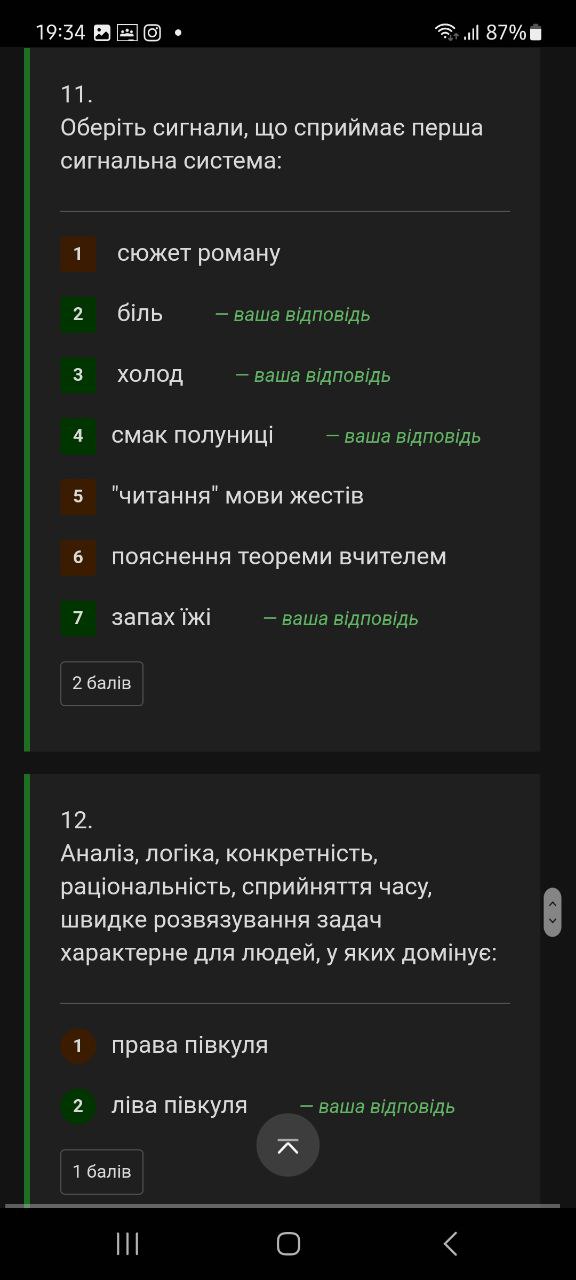 19:34 87%
11.
Оберіть сигнали, що сприймає перша
сигнальна система:
1 сюжет роману
2 біль — ваша відповідь
3 холод — ваша відповідь
4 смак полуниці — ваша відповідь
5 "читання" мови жестів
6 пояснення теореми вчителем
7 запах їжі — ваша відповідь
2 балів
12.
Аналіз, логіка, конкретність,
раціональність, сприйняття часу,
швидке розвязування задач
характерне для людей, у яких домінує:
1 права півкуля
2 ліва півкуля — ваша відповідь
1 балів